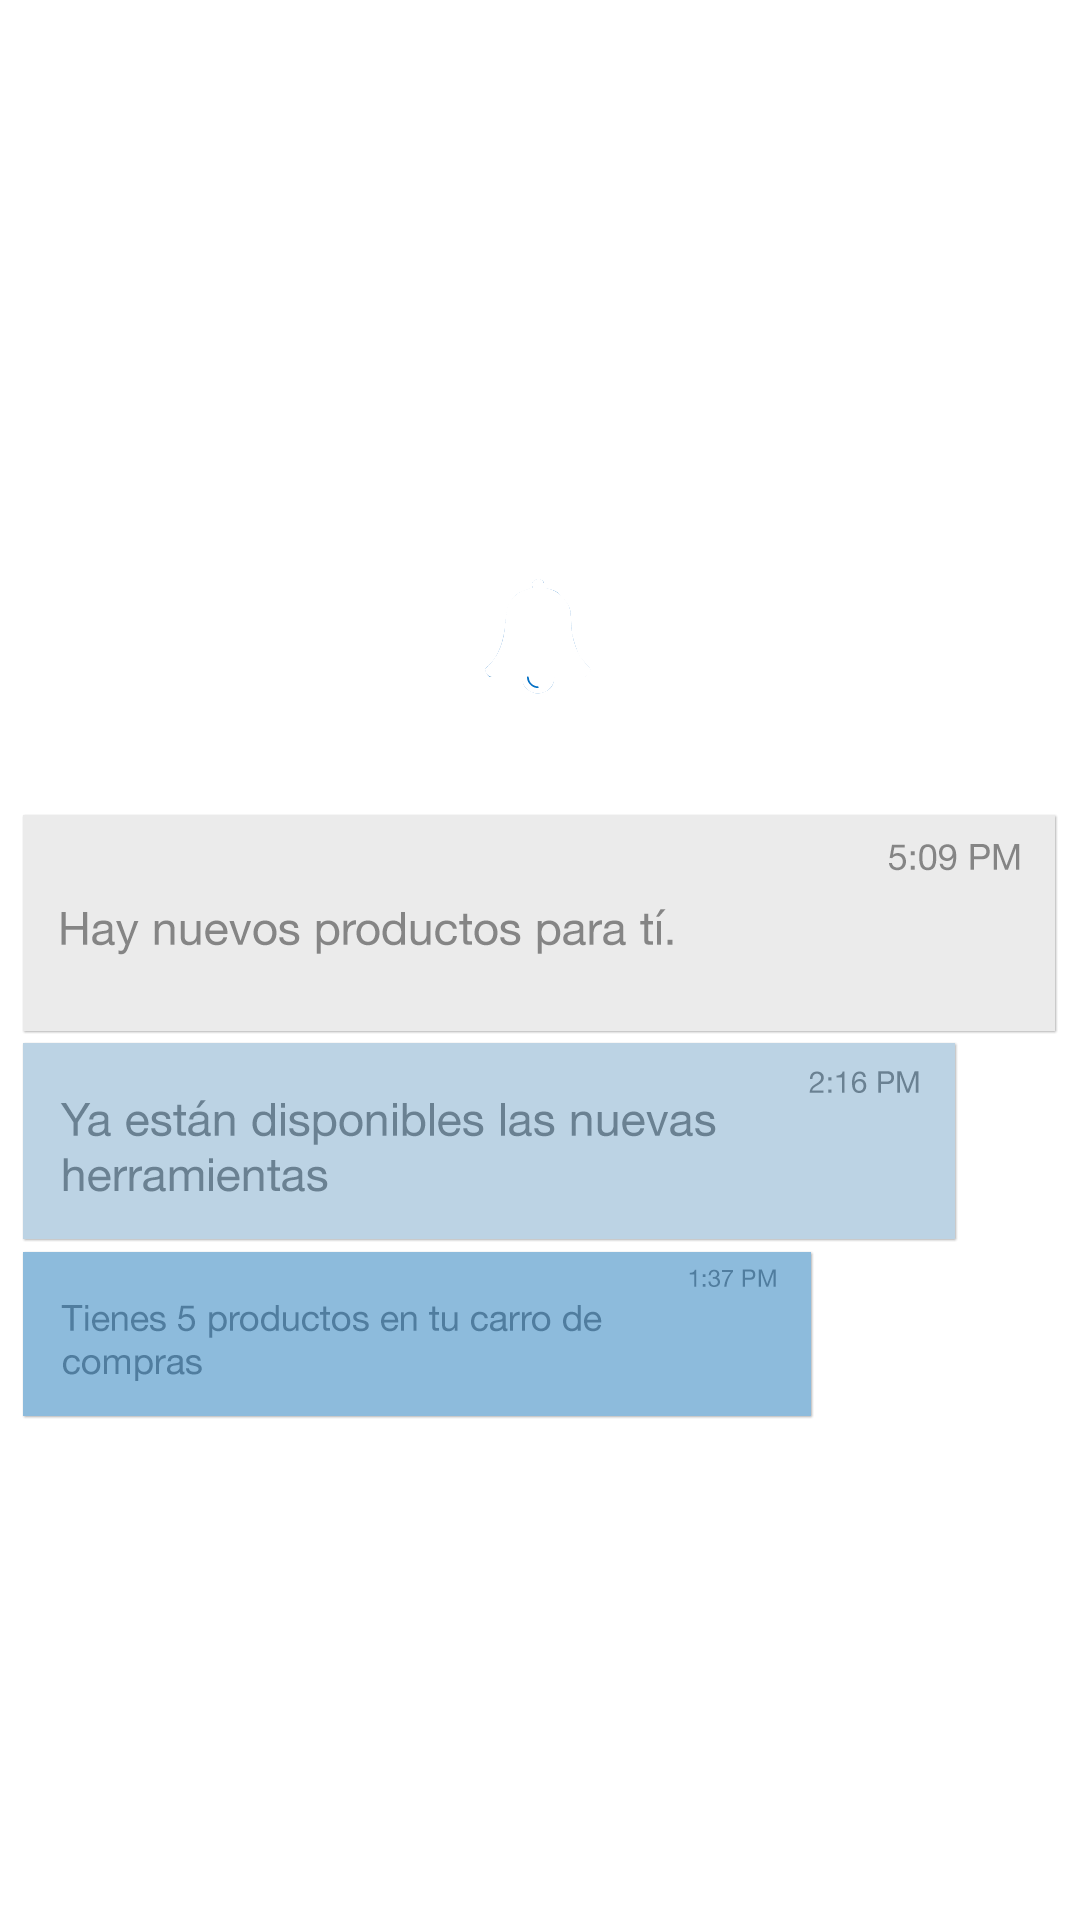 5:09 PM
Hay nuevos productos para tí.
2:16 PM
Ya están disponibles las nuevas
herramientas
1:37 PM
Tienes 5 productos en tu carro de
compras